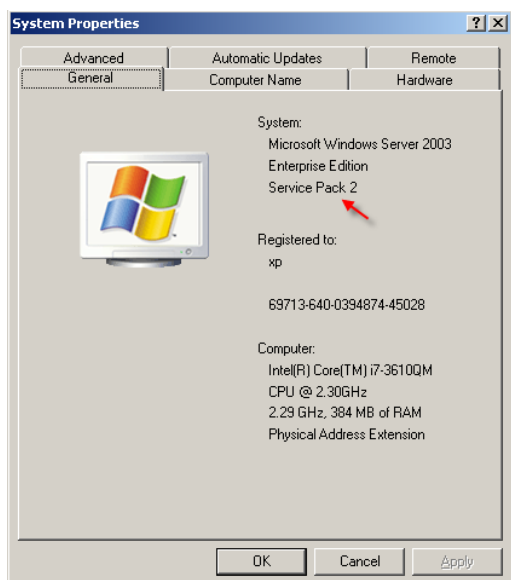 System Properties
Advanced
Automatic Updates
Remote
General
Computer Name
Hardware
System:
Microsoft Windows Server 2003
Enterprise Edition
Service Pack 2
Registered to:
xp
69713-640-0394874-45028
Computer:
Intel(R) Core(TM) i7-3610QM
CPU @ 2.30GHz
2.29 GHz, 384 MB of RAM
Physical Address Extension
OK
Cancel
Apply